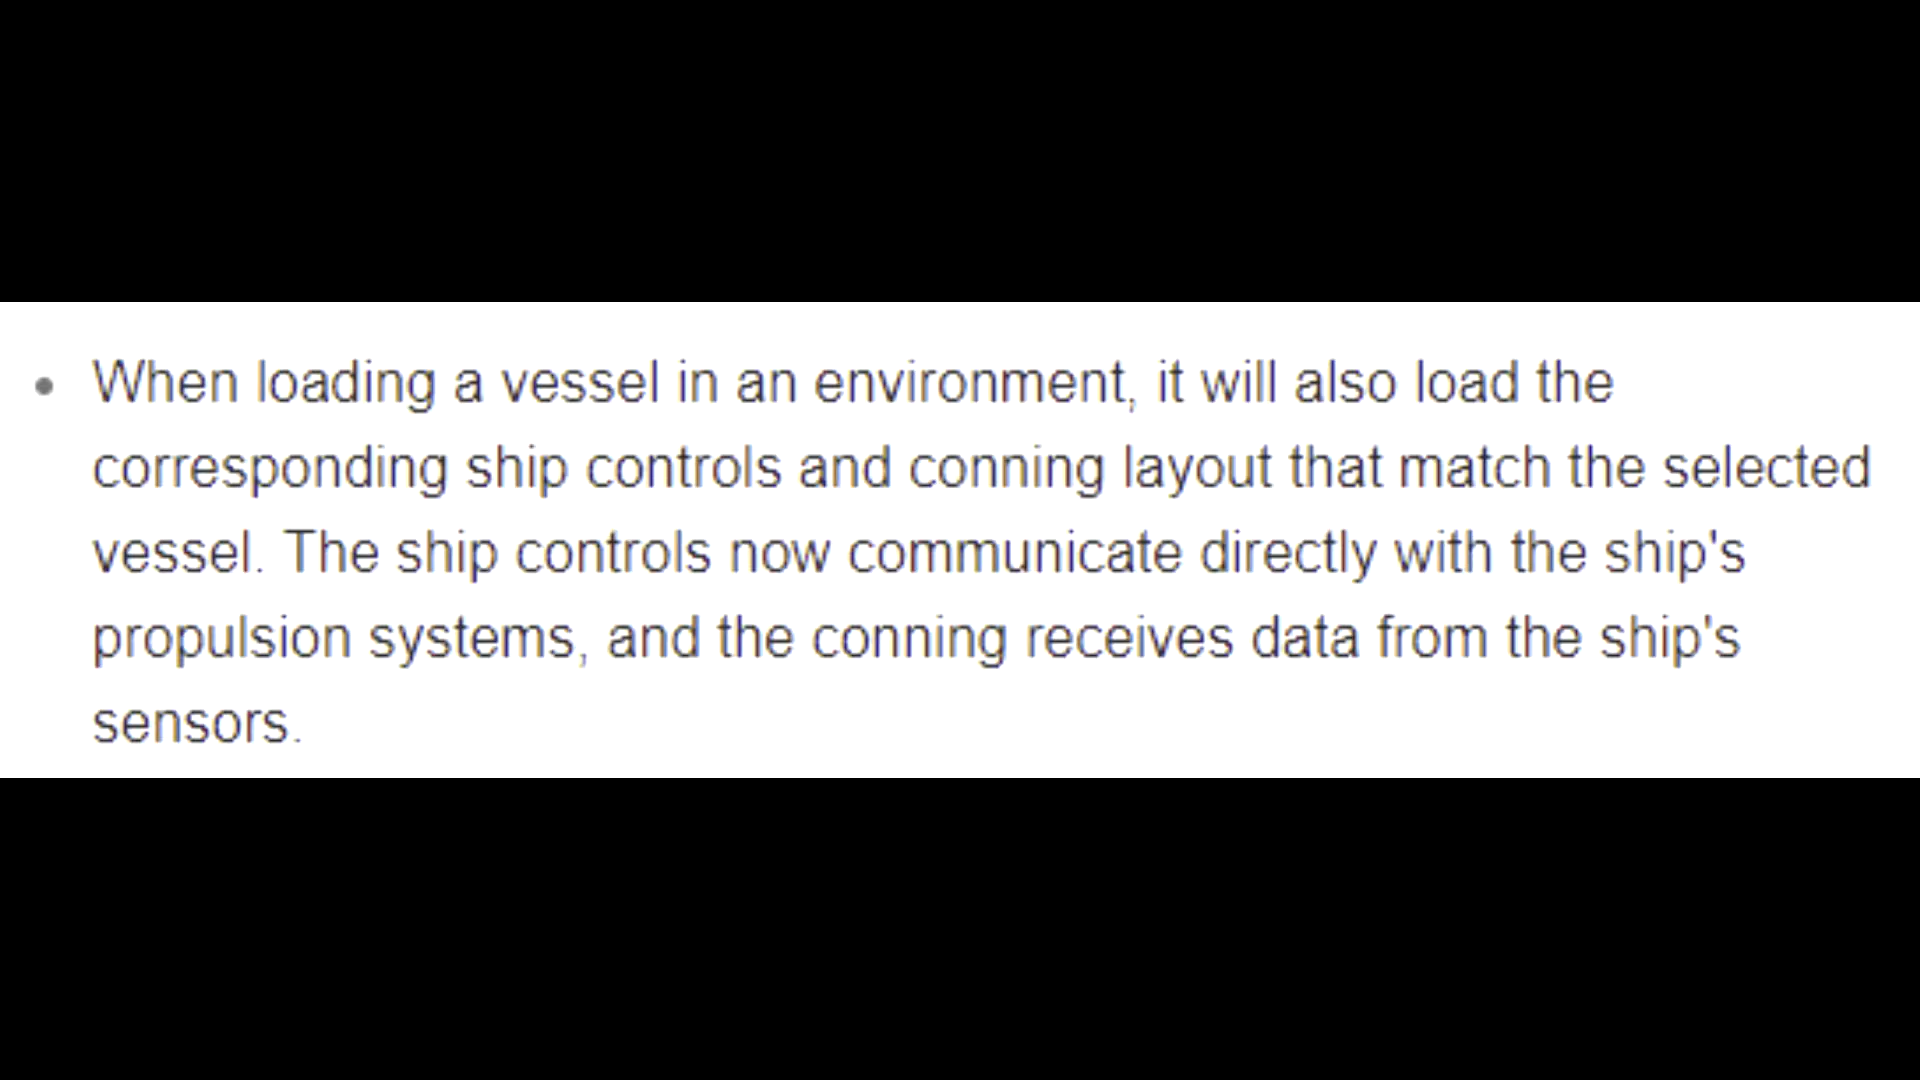 • When loading a vessel in an environment, it will also load the
corresponding ship controls and conning layout that match the selected
vessel. The ship controls now communicate directly with the ship's
propulsion systems, and the conning receives data from the ship's
sensors.